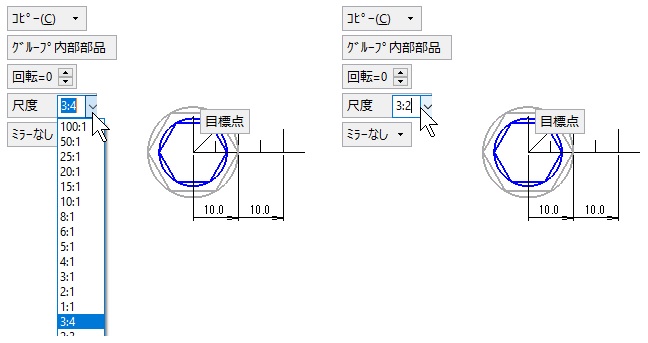 ｺﾋﾟｰ(C)
ｸﾞﾙｰﾌﾟ内部部品
回転=0
尺度 3:4
ﾐﾗｰなし
100:1
50:1
25:1
20:1
15:1
10:1
8:1
6:1
5:1
4:1
3:1
2:1
1:1
3:4
目標点
10.0 10.0
ｺﾋﾟｰ(C)
ｸﾞﾙｰﾌﾟ内部部品
回転=0
尺度 3:2
ﾐﾗｰなし
目標点
10.0 10.0